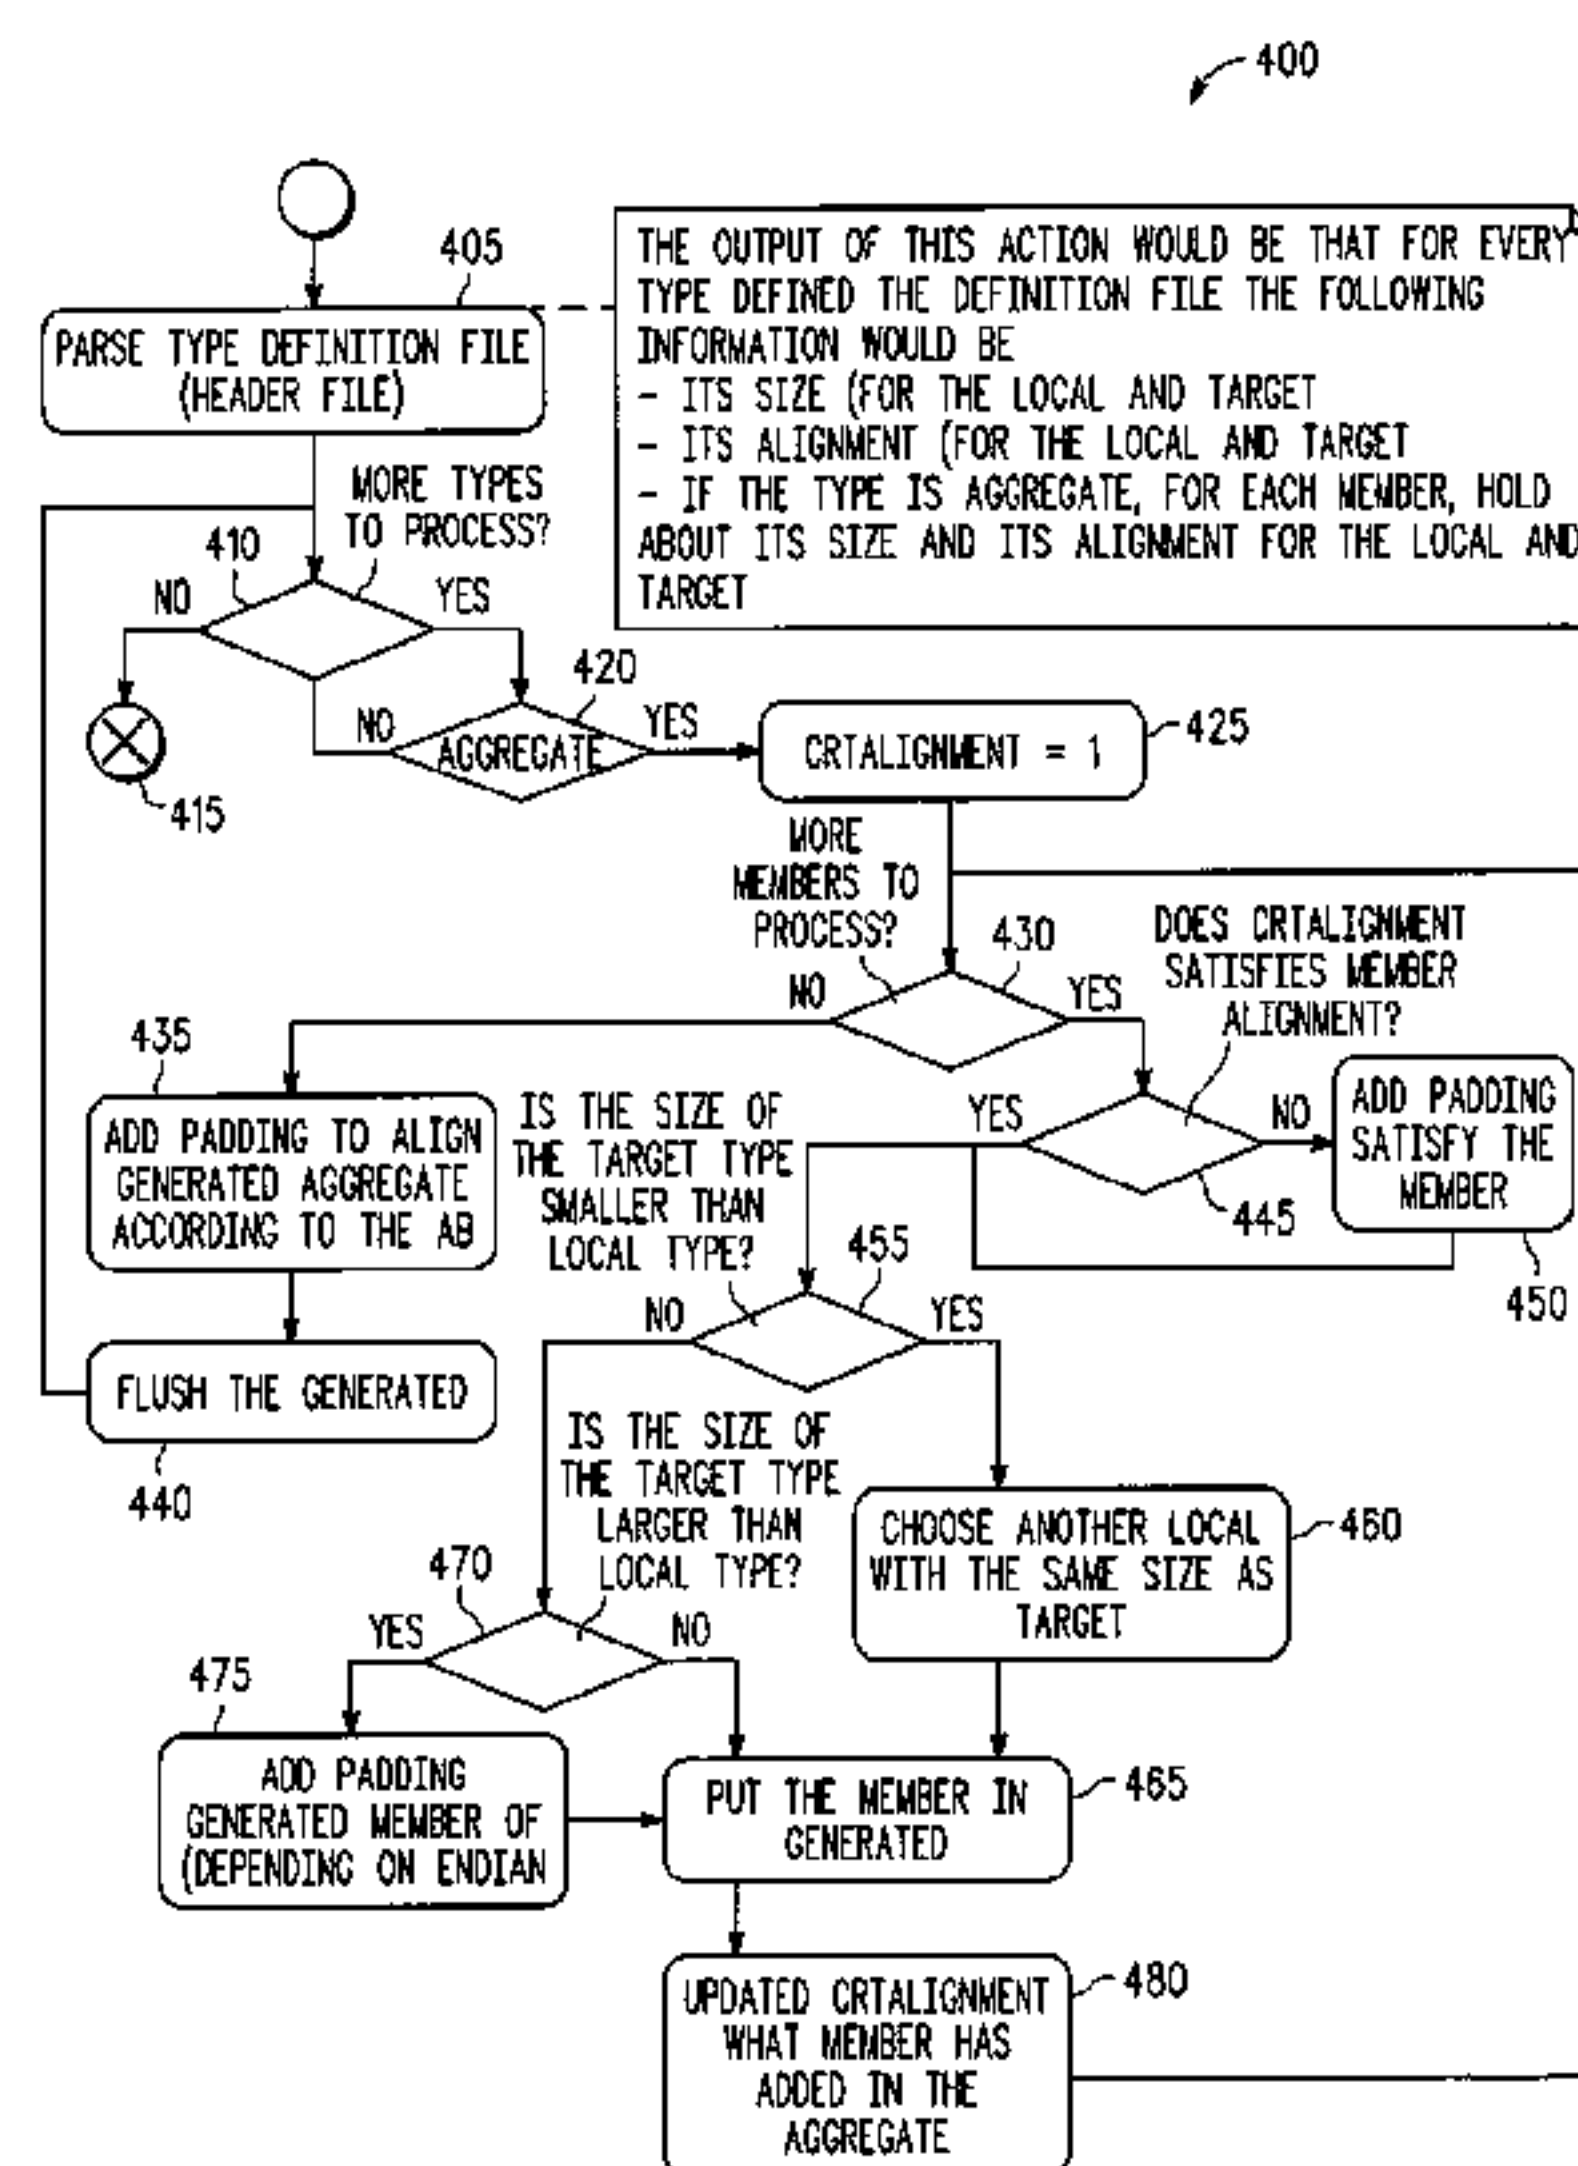 400
405
PARSE TYPE DEFINITION FILE
(HEADER FILE)
THE OUTPUT OF THIS ACTION WOULD BE THAT FOR EVERY
TYPE DEFINED THE DEFINITION FILE THE FOLLOWING
INFORMATION WOULD BE
- ITS SIZE (FOR THE LOCAL AND TARGET
- ITS ALIGNMENT (FOR THE LOCAL AND TARGET
- IF THE TYPE IS AGGREGATE, FOR EACH MEMBER, HOLD
ABOUT ITS SIZE AND ITS ALIGNMENT FOR THE LOCAL AND
TARGET
MORE TYPES
TO PROCESS?
410
NO
YES
415
420
NO
AGGREGATE
YES
CRTALIGNMENT = 1
425
MORE
MEMBERS TO
PROCESS?
430
NO
YES
DOES CRTALIGNMENT
SATISFIES MEMBER
ALIGNMENT?
435
ADD PADDING TO ALIGN
GENERATED AGGREGATE
ACCORDING TO THE AB
YES
NO
445
ADD PADDING
SATISFY THE
MEMBER
450
IS THE SIZE OF
THE TARGET TYPE
SMALLER THAN
LOCAL TYPE?
455
NO
YES
FLUSH THE GENERATED
440
IS THE SIZE OF
THE TARGET TYPE
LARGER THAN
LOCAL TYPE?
CHOOSE ANOTHER LOCAL
WITH THE SAME SIZE AS
TARGET
460
470
YES
NO
475
ADD PADDING
GENERATED MEMBER OF
(DEPENDING ON ENDIAN
PUT THE MEMBER IN
GENERATED
465
UPDATED CRTALIGNMENT
WHAT MEMBER HAS
ADDED IN THE
AGGREGATE
480